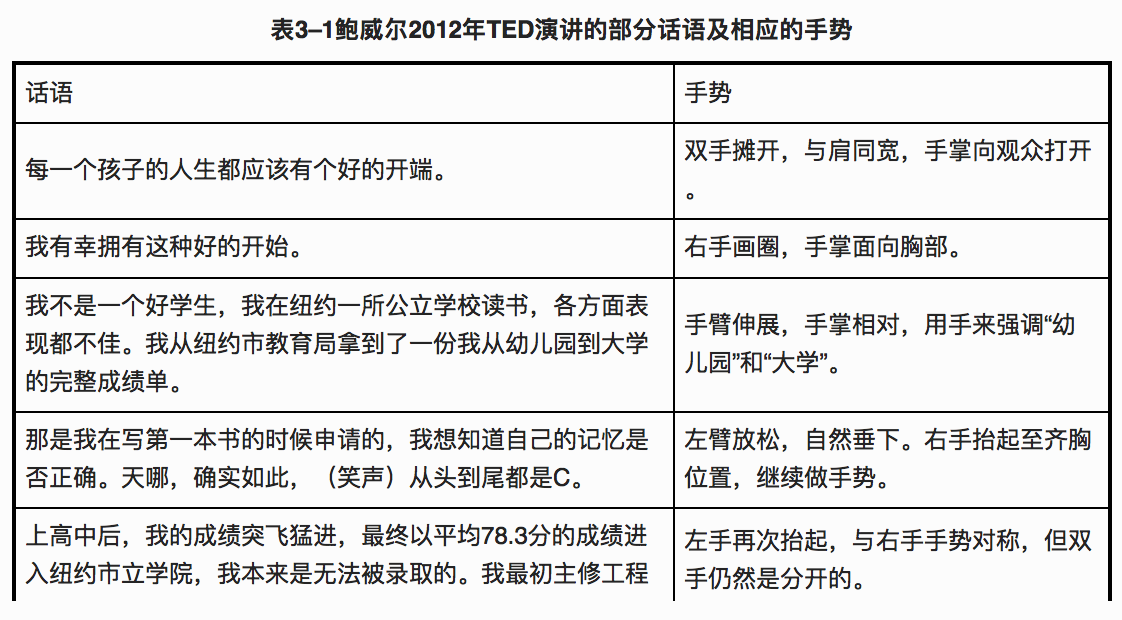 表3–1鲍威尔2012年TED演讲的部分话语及相应的手势
话语
手势
每一个孩子的人生都应该有个好的开端。
双手摊开，与肩同宽，手掌向观众打开
。
我有幸拥有这种好的开始。
右手画圈，手掌面向胸部。
我不是一个好学生，我在纽约一所公立学校读书，各方面表
现都不佳。我从纽约市教育局拿到了一份我从幼儿园到大学
的完整成绩单。
手臂伸展，手掌相对，用手来强调“幼
儿园”和“大学”。
那是我在写第一本书的时候申请的，我想知道自己的记忆是
否正确。天哪，确实如此，（笑声）从头到尾都是C。
左臂放松，自然垂下。右手抬起至齐胸
位置，继续做手势。
上高中后，我的成绩突飞猛进，最终以平均78.3分的成绩进
入纽约市立学院，我本来是无法被录取的。我最初主修工程
左手再次抬起，与右手手势对称，但双
手仍然是分开的。